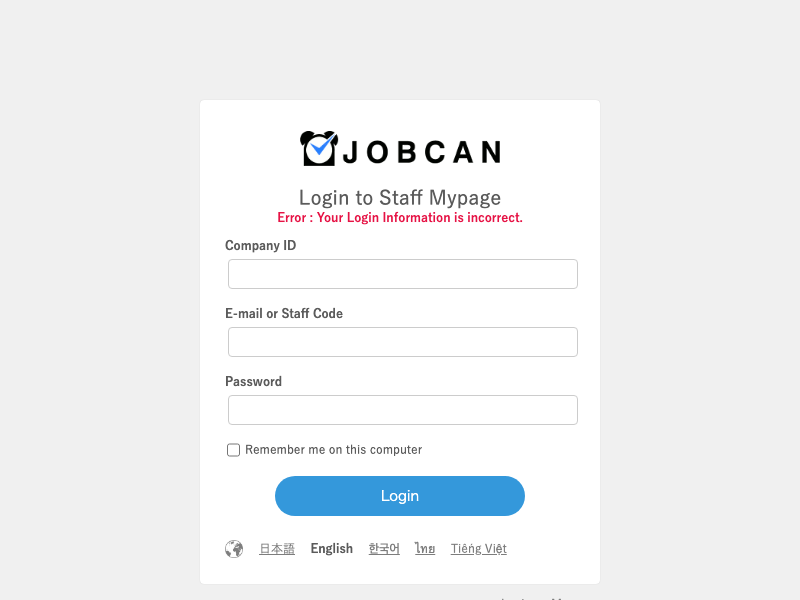 JOBCAN
Login to Staff Mypage
Error : Your Login Information is incorrect.
Company ID
E-mail or Staff Code
Password
Remember me on this computer
Login
日本語 English 한국어 ไทย Tiếng Việt